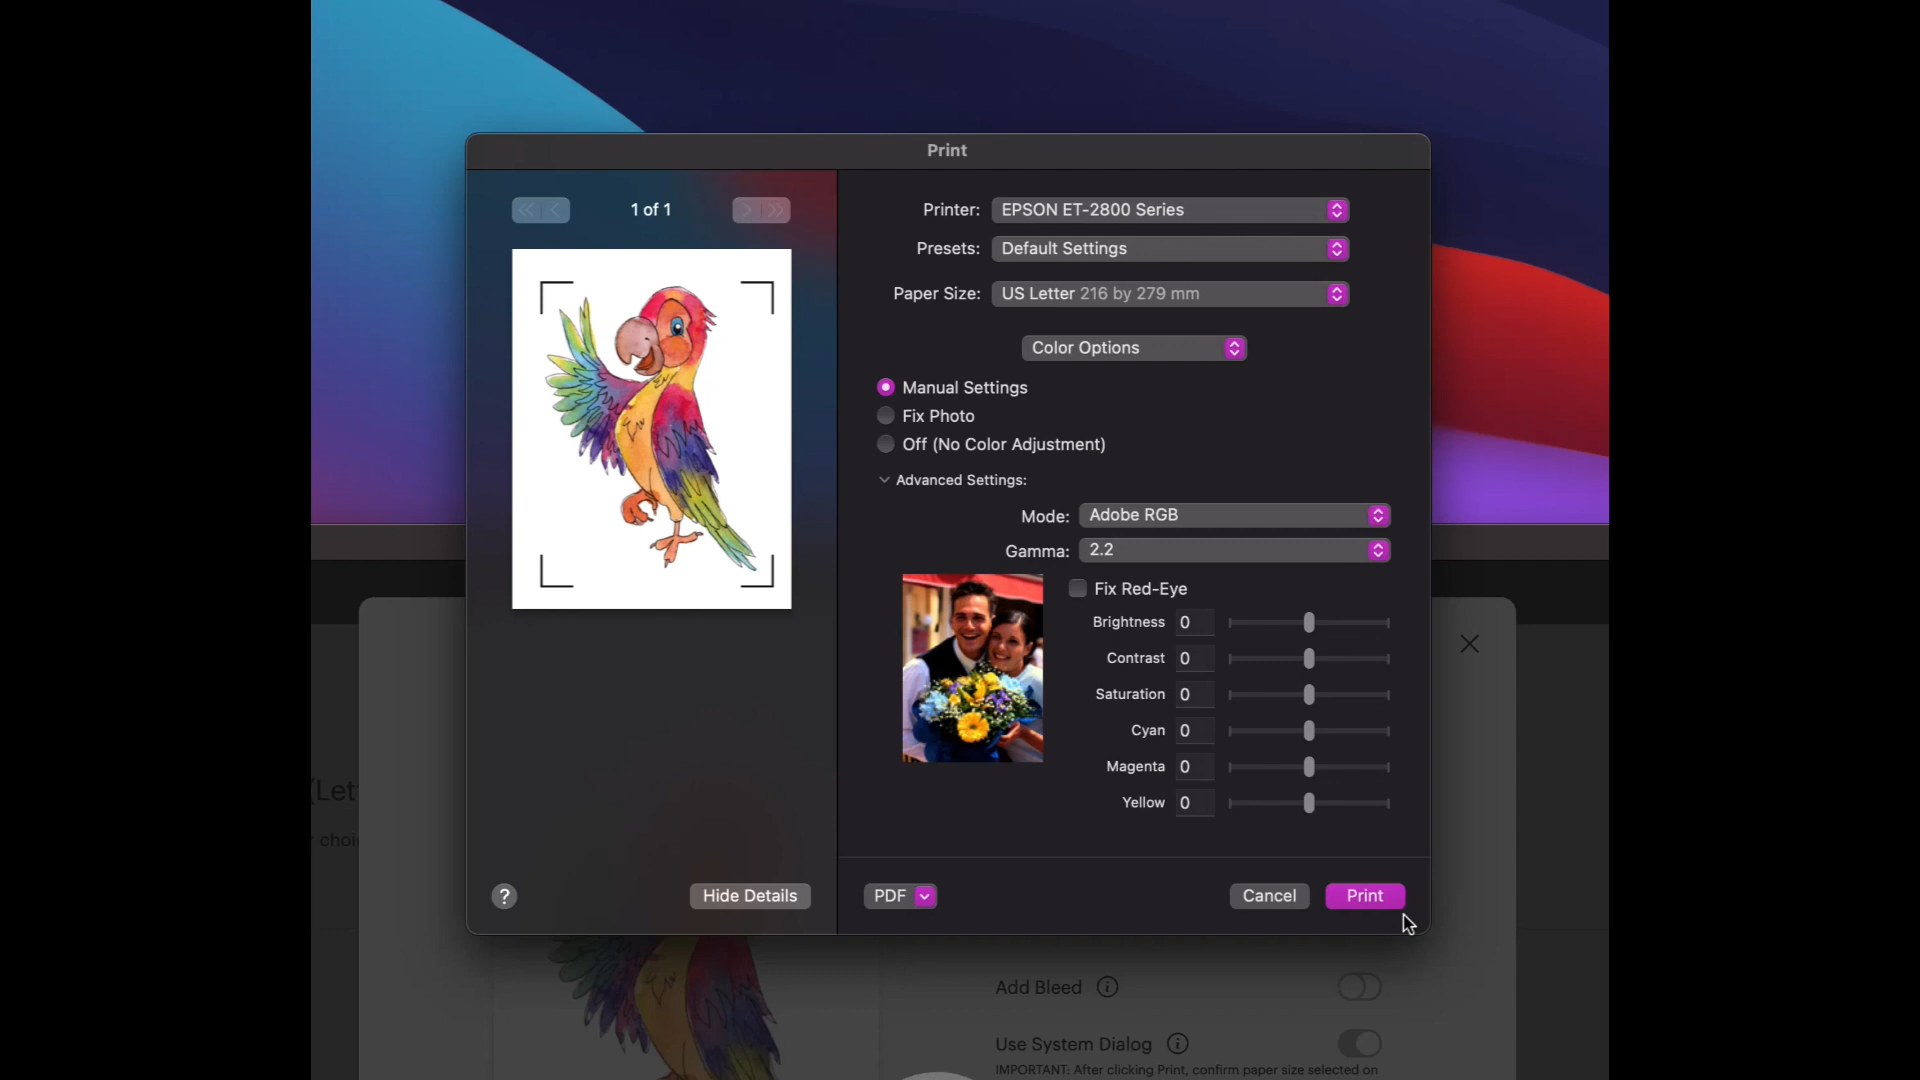 Print
1 of 1
Printer: EPSON ET-2800 Series
Presets: Default Settings
Paper Size: US Letter 216 by 279 mm
Color Options
Manual Settings
Fix Photo
Off (No Color Adjustment)
Advanced Settings:
Mode: Adobe RGB
Gamma: 2.2
Fix Red-Eye
Brightness 0
Contrast 0
Saturation 0
Cyan 0
Magenta 0
Yellow 0
? Hide Details PDF Cancel Print
(Let
r choi
Add Bleed i
Use System Dialog i
IMPORTANT: After clicking Print, confirm paper size selected on